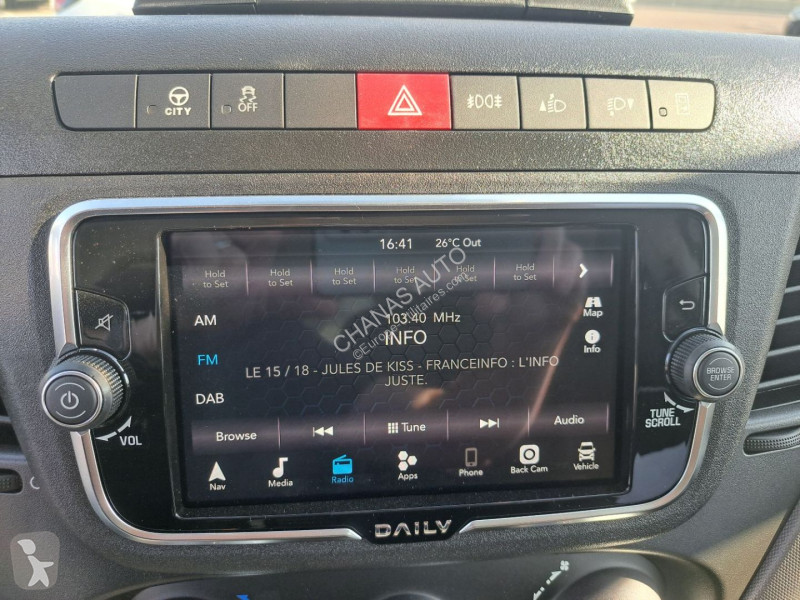 CITY
OFF
16:41 26°C Out
Hold to Set Hold to Set Hold to Set Hold to Set Hold to Set Hold to Set
AM
103.40 MHz
Map
INFO
Info
FM
LE 15 / 18 - JULES DE KISS - FRANCEINFO : L'INFO
JUSTE.
DAB
CHANAS AUTO
BROWSE
ENTER
TUNE
SCROLL
VOL
Browse Tune Audio
Nav Media Radio Apps Phone Back Cam Vehicle
DAILY